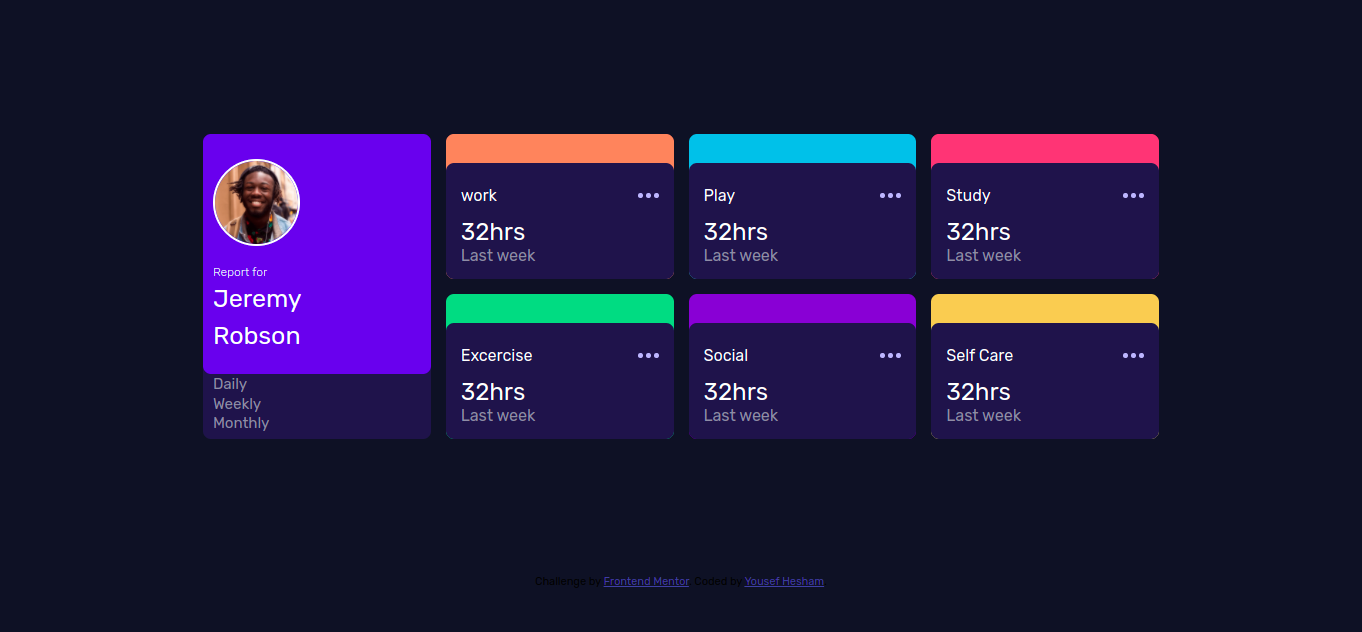 Report for
Jeremy
Robson
Daily
Weekly
Monthly
work
32hrs
Last week
Play
32hrs
Last week
Study
32hrs
Last week
Excercise
32hrs
Last week
Social
32hrs
Last week
Self Care
32hrs
Last week
Challenge by Frontend Mentor. Coded by Yousef Hesham.